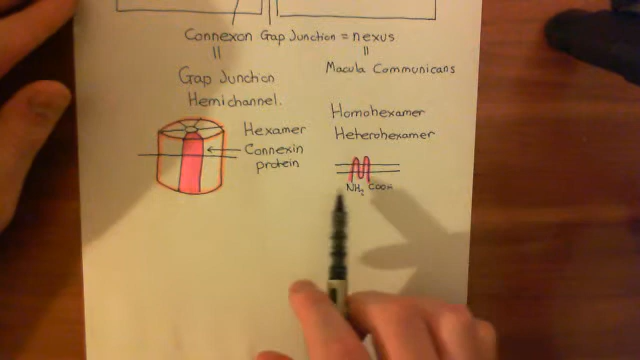 Connexon Gap Junction = nexus
Gap Junction
Hemichannel.
Macula Communicans
Homohexamer
Heterohexamer
Hexamer
Connexin
protein
NH₂ COOH